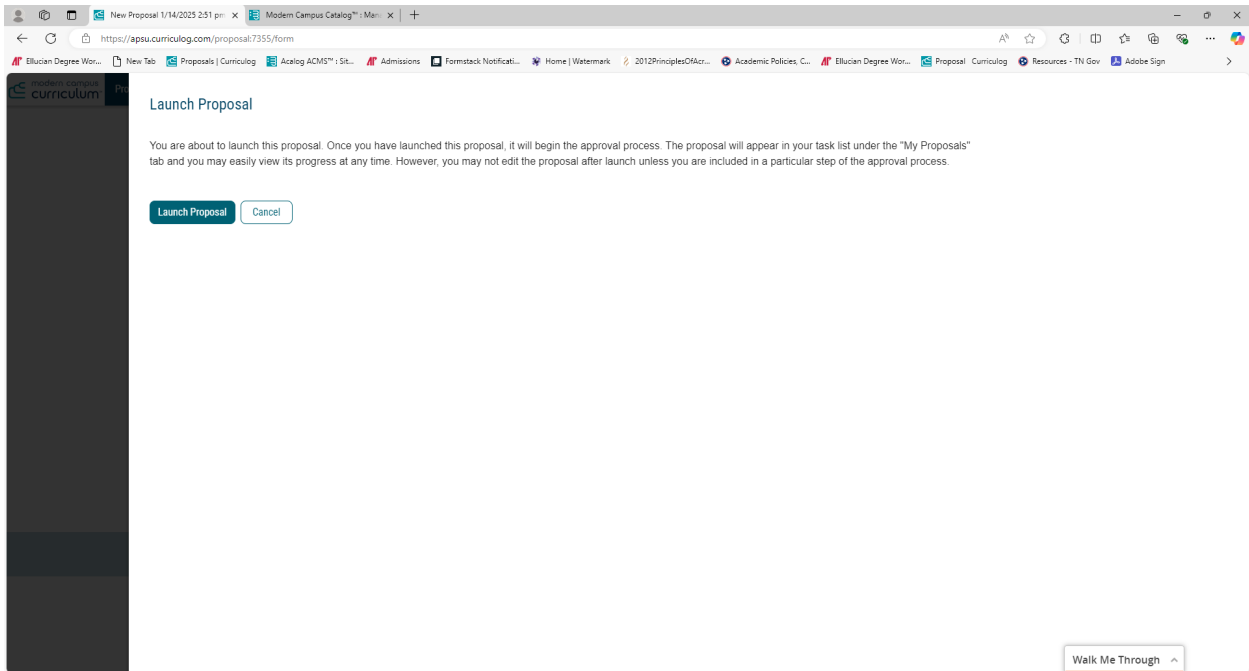 New Proposal 1/14/2025 2:51 pm
Modern Campus Catalog™ : Man
https://apsu.curriculog.com/proposal:7355/form
Ellucian Degree Wor...
New Tab
Proposals | Curriculog
Acalog ACMS™ : Sit...
Admissions
Formstack Notificati...
Home | Watermark
2012PrinciplesOfAcr...
Academic Policies, C...
Ellucian Degree Wor...
Proposal Curriculog
Resources - TN Gov
Adobe Sign
modern campus
curriculum
Pro
Launch Proposal
You are about to launch this proposal. Once you have launched this proposal, it will begin the approval process. The proposal will appear in your task list under the "My Proposals"
tab and you may easily view its progress at any time. However, you may not edit the proposal after launch unless you are included in a particular step of the approval process.
Launch Proposal
Cancel
Walk Me Through